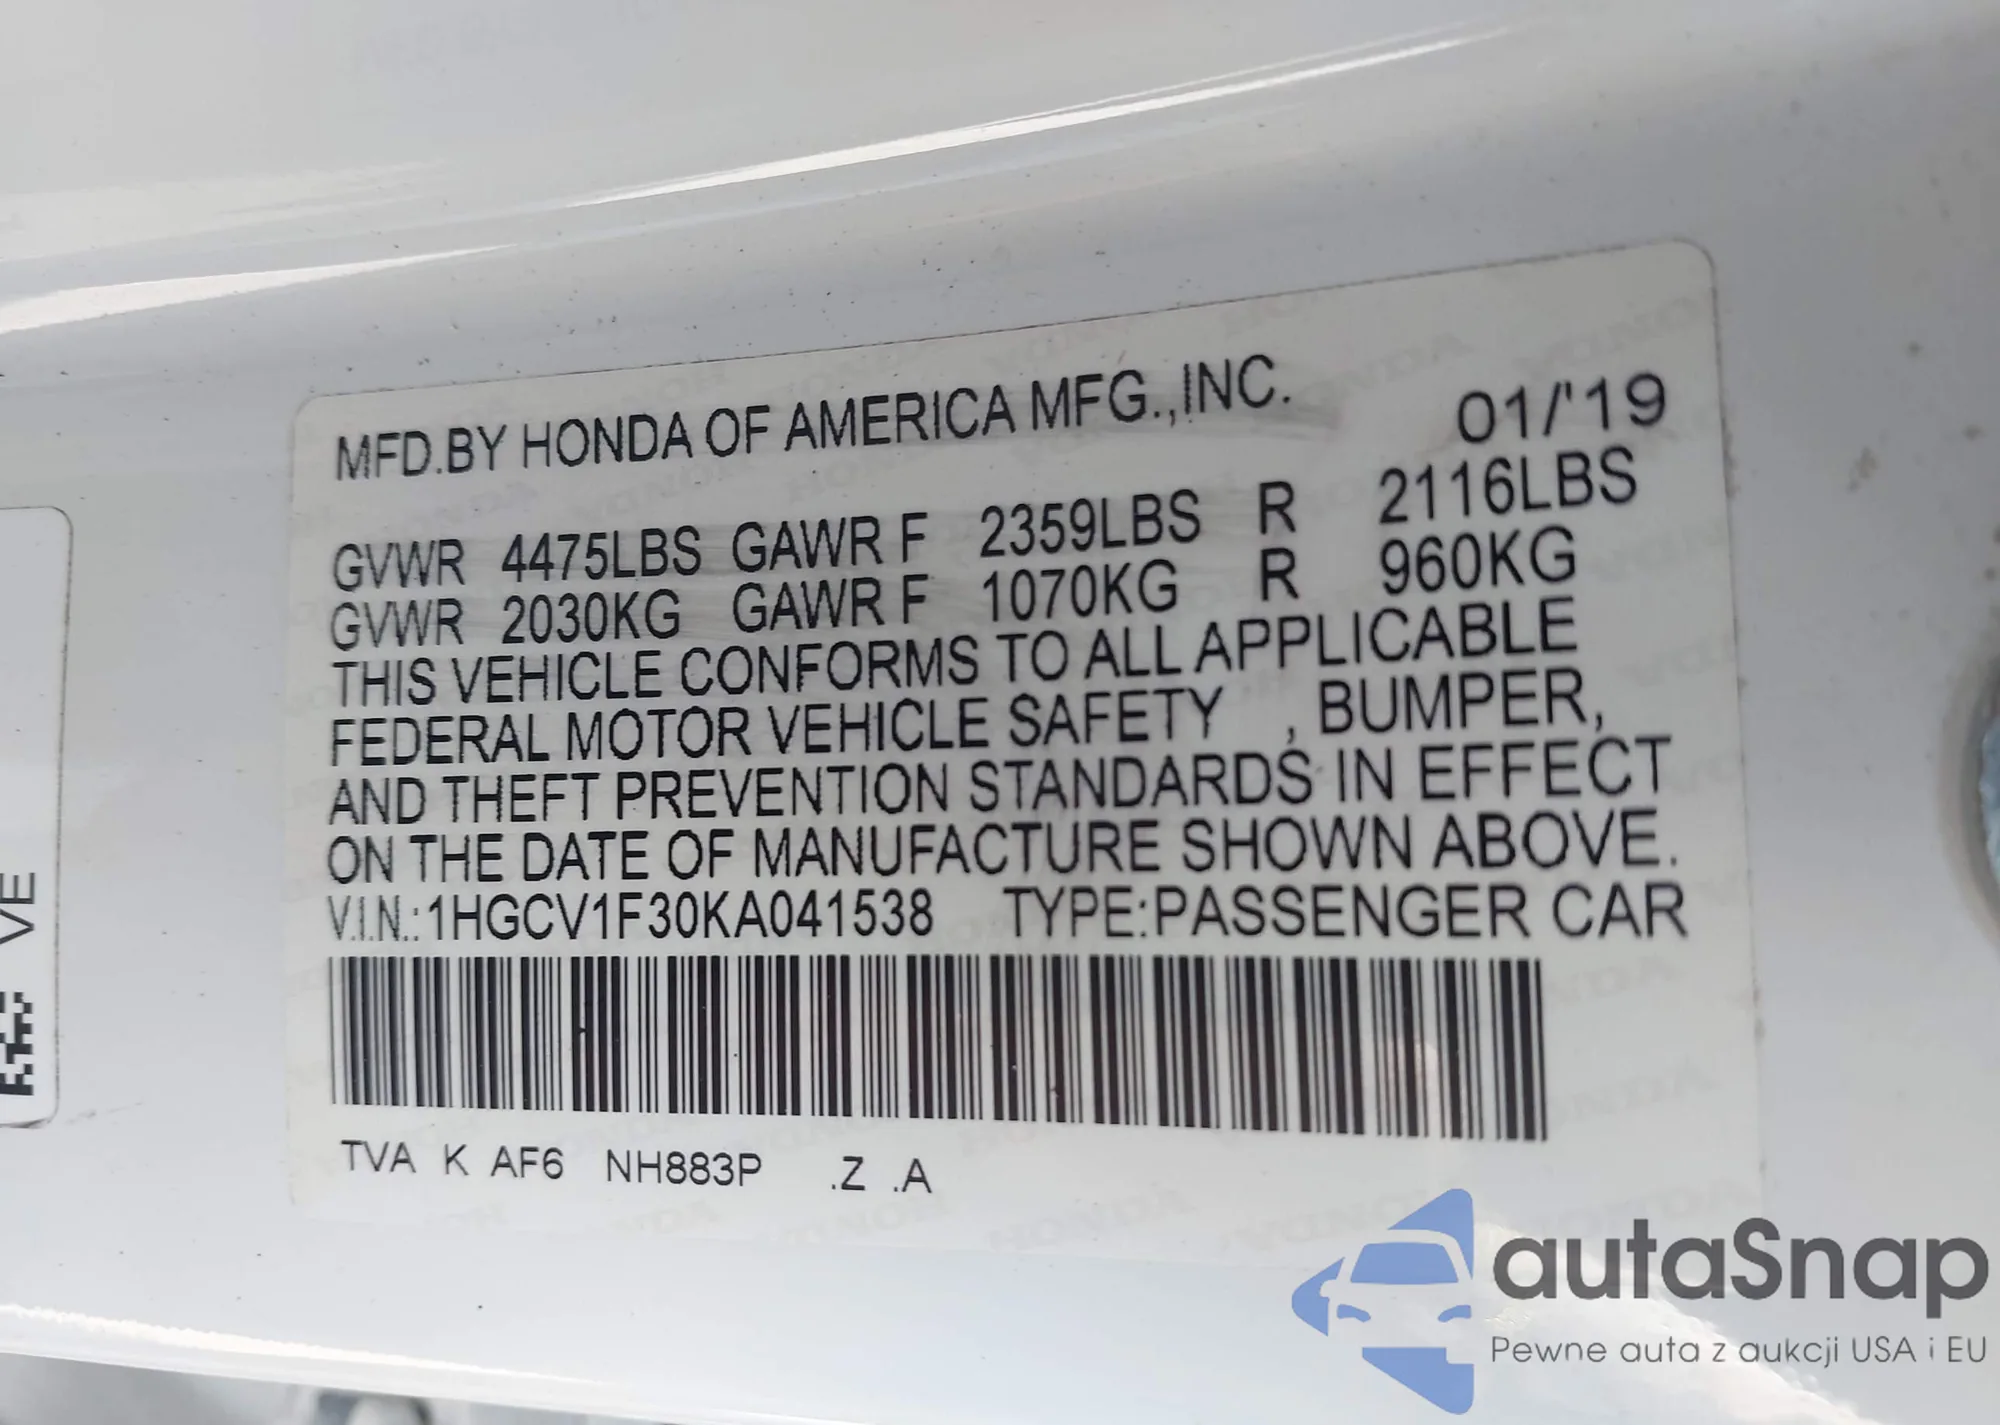 MFD.BY HONDA OF AMERICA MFG.,INC. 01/'19
GVWR 4475LBS GAWR F 2359LBS R 2116LBS
GVWR 2030KG GAWR F 1070KG R 960KG
THIS VEHICLE CONFORMS TO ALL APPLICABLE
FEDERAL MOTOR VEHICLE SAFETY , BUMPER,
AND THEFT PREVENTION STANDARDS IN EFFECT
ON THE DATE OF MANUFACTURE SHOWN ABOVE.
V.I.N.:1HGCV1F30KA041538 TYPE:PASSENGER CAR
TVA K AF6 NH883P .Z .A
VE
autaSnap
Pewne auta z aukcji USA i EU